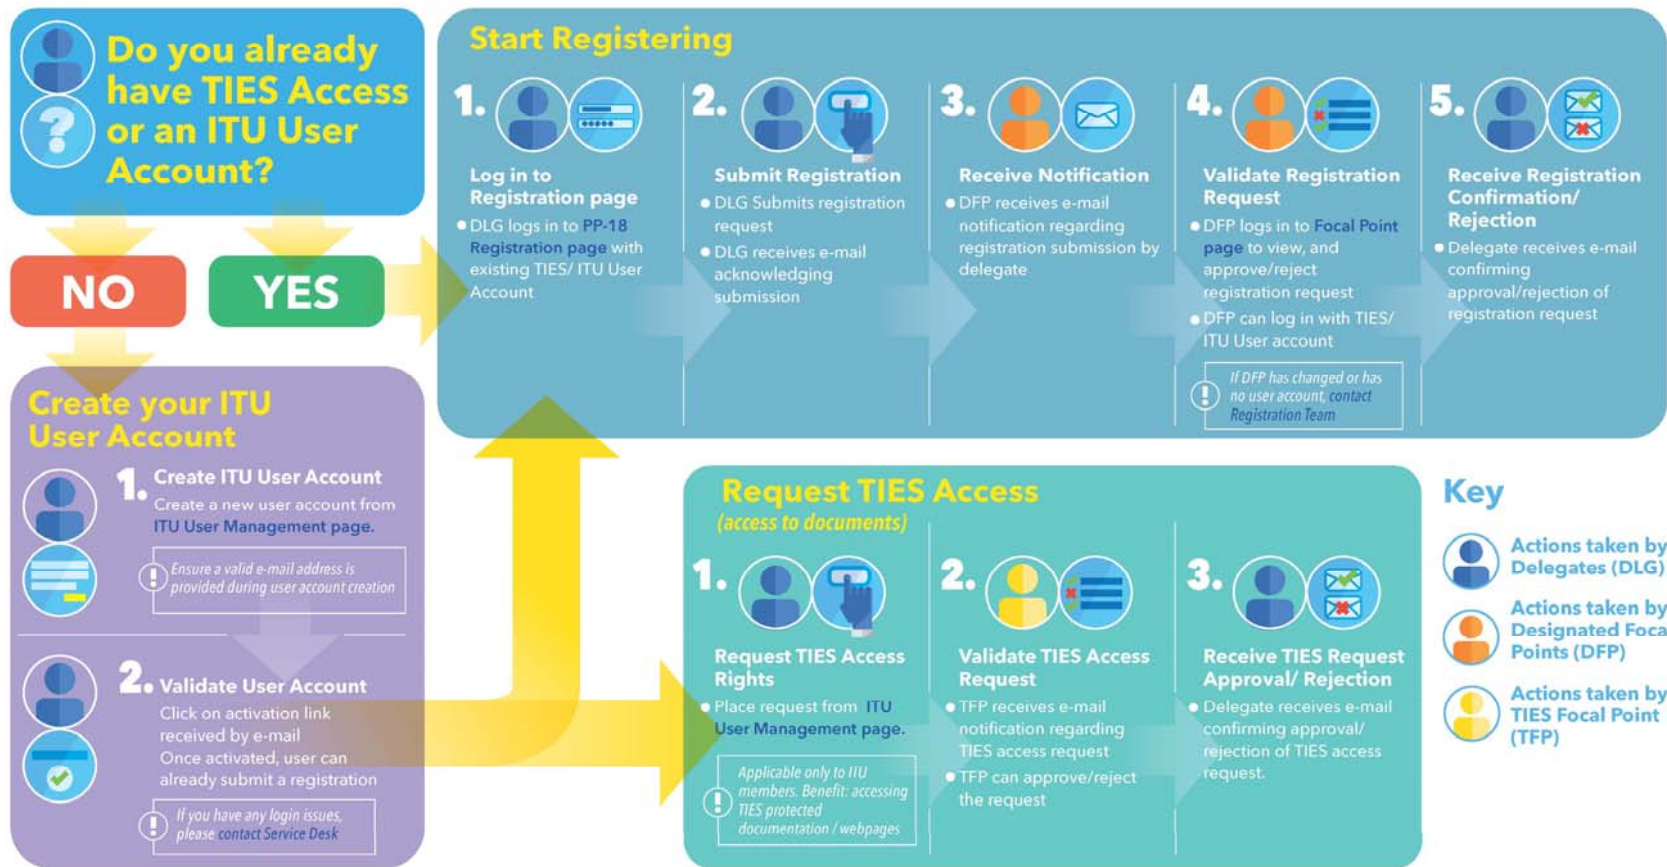 Do you already
have TIES Access
or an ITU User
Account?
NO
YES
Start Registering
1.
Log in to
Registration page
• DLG logs in to PP-18
Registration page with
existing TIES/ ITU User
Account
2.
Submit Registration
• DLG Submits registration
request
• DLG receives e-mail
acknowledging
submission
3.
Receive Notification
• DFP receives e-mail
notification regarding
registration submission by
delegate
4.
Validate Registration
Request
• DFP logs in to Focal Point
page to view, and
approve/reject
registration request
• DFP can log in with TIES/
ITU User account
If DFP has changed or has
no user account, contact
Registration Team
5.
Receive Registration
Confirmation/
Rejection
• Delegate receives e-mail
confirming
approval/rejection of
registration request
Create your ITU
User Account
1. Create ITU User Account
Create a new user account from
ITU User Management page.
Ensure a valid e-mail address is
provided during user account creation
2. Validate User Account
Click on activation link
received by e-mail
Once activated, user can
already submit a registration
If you have any login issues,
please contact Service Desk
Request TIES Access
(access to documents)
1.
Request TIES Access
Rights
• Place request from ITU
User Management page.
Applicable only to ITU
members. Benefit: accessing
TIES protected
documentation / webpages
2.
Validate TIES Access
Request
• TFP receives e-mail
notification regarding
TIES access request
• TFP can approve/reject
the request
3.
Receive TIES Request
Approval/ Rejection
• Delegate receives e-mail
confirming approval/
rejection of TIES access
request.
Key
Actions taken by
Delegates (DLG)
Actions taken by
Designated Foca
Points (DFP)
Actions taken by
TIES Focal Point
(TFP)